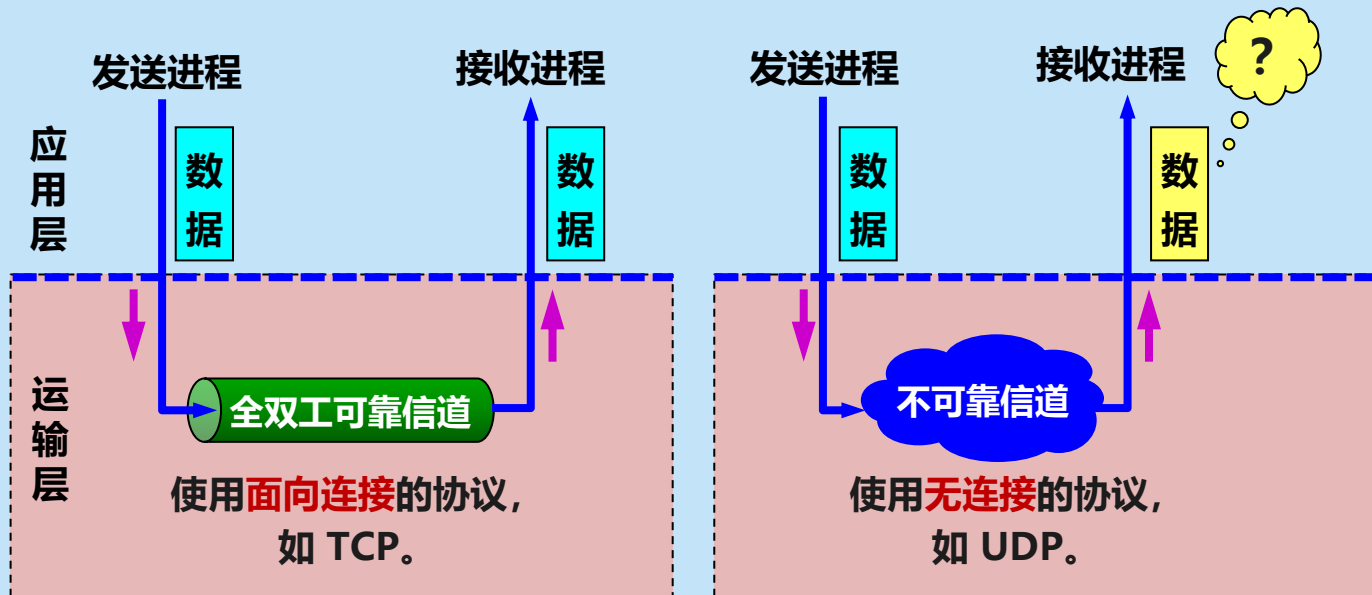 发送进程
接收进程
发送进程
接收进程
?
应用层
数据
数据
数据
数据
运输层
全双工可靠信道
不可靠信道
使用面向连接的协议，
如 TCP。
使用无连接的协议，
如 UDP。